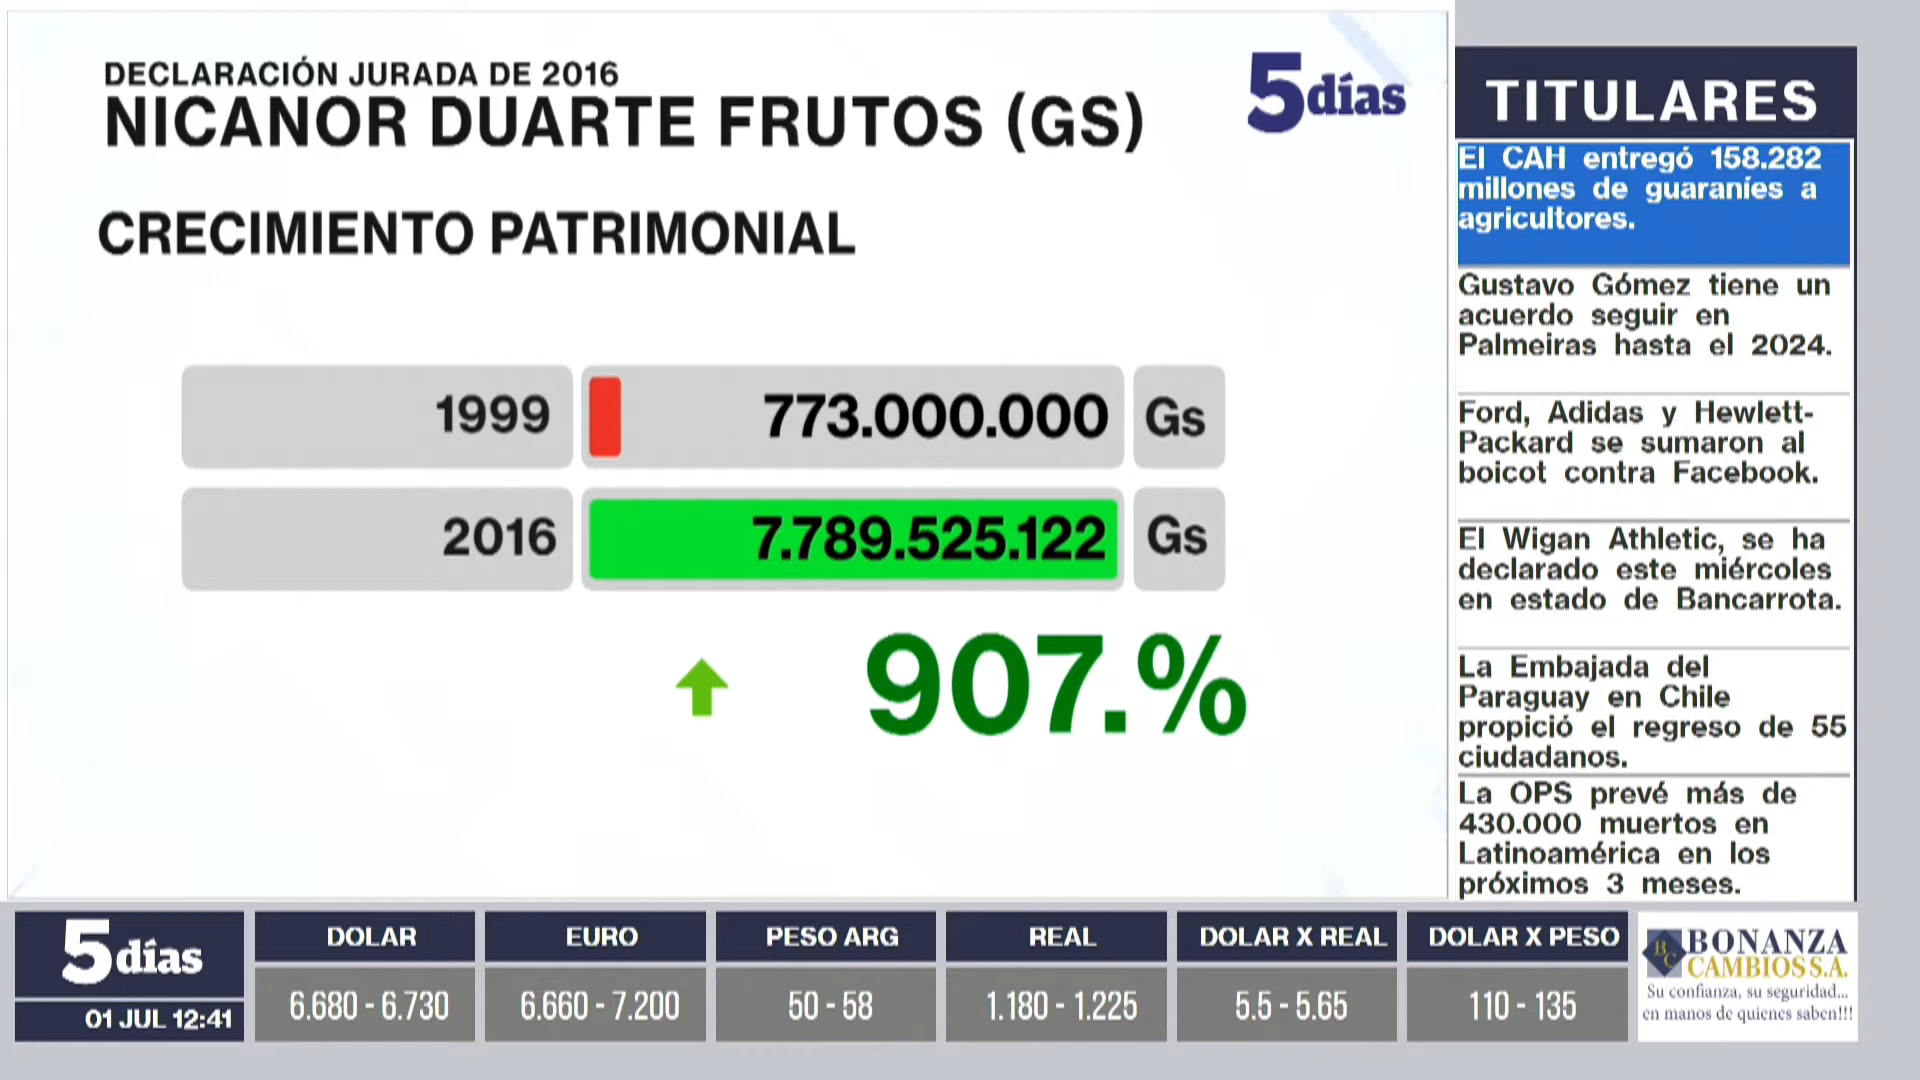 DECLARACIÓN JURADA DE 2016
NICANOR DUARTE FRUTOS (GS)
5días
CRECIMIENTO PATRIMONIAL
1999 773.000.000 Gs
2016 7.789.525.122 Gs
907.%
TITULARES
El CAH entregó 158.282
millones de guaraníes a
agricultores.
Gustavo Gómez tiene un
acuerdo seguir en
Palmeiras hasta el 2024.
Ford, Adidas y Hewlett-
Packard se sumaron al
boicot contra Facebook.
El Wigan Athletic, se ha
declarado este miércoles
en estado de Bancarrota.
La Embajada del
Paraguay en Chile
propició el regreso de 55
ciudadanos.
La OPS prevé más de
430.000 muertos en
Latinoamérica en los
próximos 3 meses.
5días
01 JUL 12:41
DOLAR
6.680 - 6.730
EURO
6.660 - 7.200
PESO ARG
50 - 58
REAL
1.180 - 1.225
DOLAR X REAL
5.5 - 5.65
DOLAR X PESO
110 - 135
BC
BONANZA
CAMBIOS S.A.
Su confianza, su seguridad...
en manos de quienes saben!!!